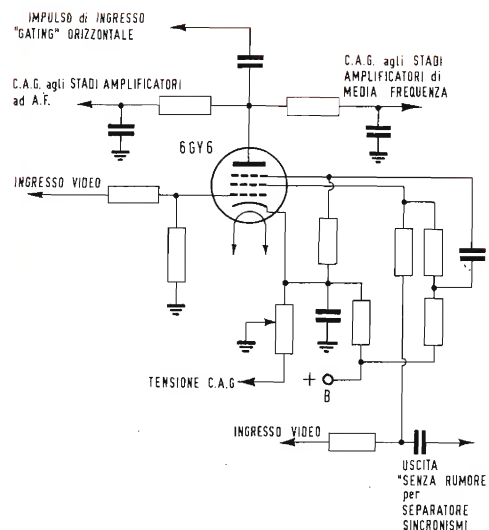 IMPULSO di INGRESSO
"GATING" ORIZZONTALE
C.A.G. agli STADI
AMPLIFICATORI di
MEDIA FREQUENZA
C.A.G. agli STADI AMPLIFICATORI
ad A.F.
6GY6
INGRESSO VIDEO
TENSIONE C.A.G
+
B
INGRESSO VIDEO
USCITA
"SENZA RUMORE
per
SEPARATORE
SINCRONISMI